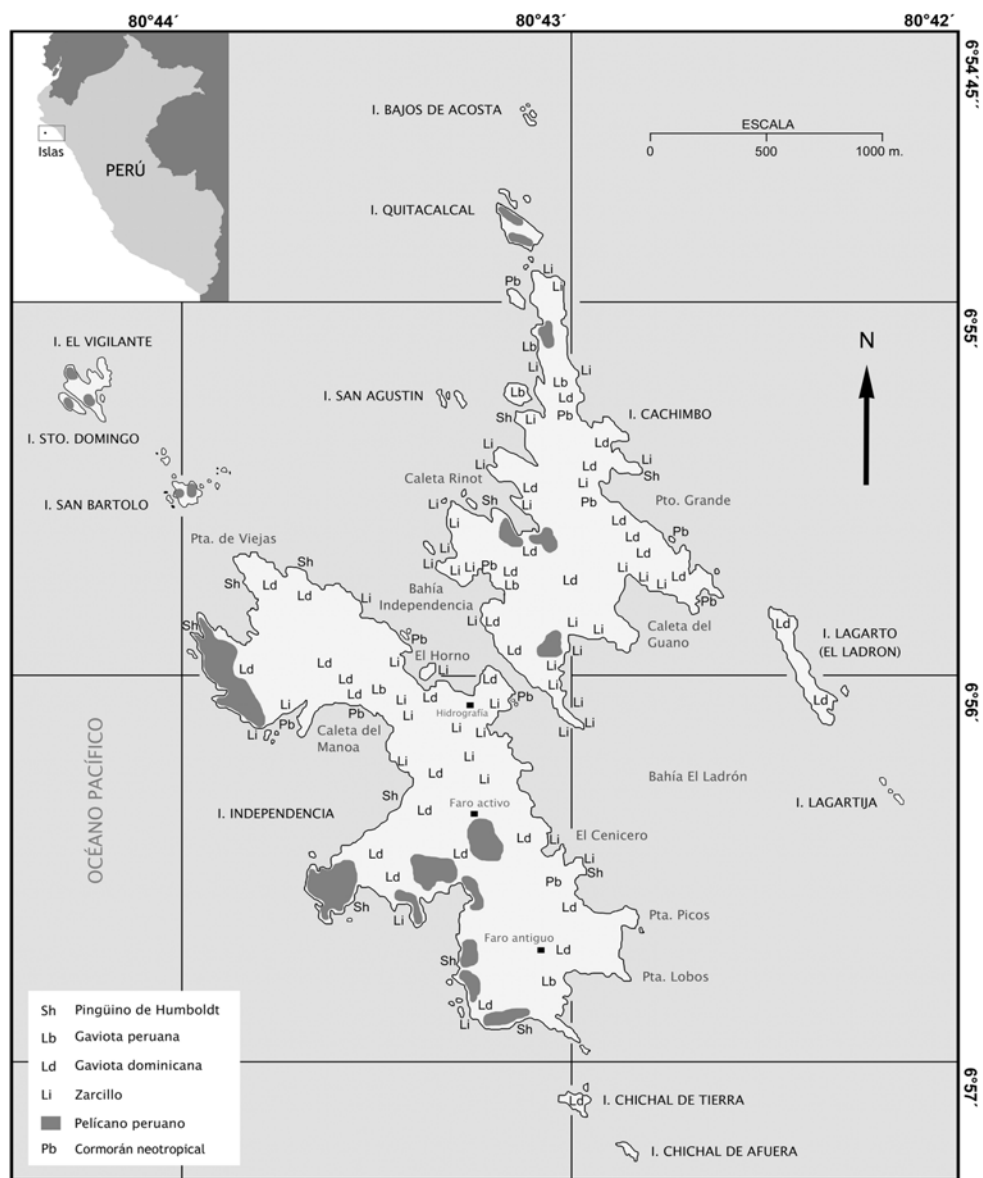 80°44´ 80°43´ 80°42´
6°54´45´´
I. BAJOS DE ACOSTA
ESCALA
0 500 1000 m.
Islas
PERÚ
I. QUITACALCAL
Li
Pb Li
6°55´
I. EL VIGILANTE
N
Lb
Li Li
Lb
I. SAN AGUSTIN Lb Ld
Sh Li Pb I. CACHIMBO
I. STO. DOMINGO
Li Ld
Li Ld Li
Sh
Caleta Rinot Ld Li
I. SAN BARTOLO Li Sh Li Pb Pto. Grande
Li Ld
Pta. de Viejas Ld Pb
Li Ld Ld
Li Li Li Pb Ld Ld Li Li Li Ld
Sh Sh Lb
Ld Bahía
Ld Li Independencia Pb
Sh Li Ld Li Li Caleta del
Guano
Ld I. LAGARTO
(EL LADRON)
Pb
El Horno Ld Li
Ld Ld Li Li Li
Ld Ld Li
6°56´
Ld Lb Li Ld Li Pb Ld
Li Pb Li Hidrografía Li
Li Caleta del
Manoa Li Li Li Li
OCÉANO PACÍFICO
Li Li
Ld Li Bahía El Ladrón
Sh
I. INDEPENDENCIA Ld Faro activo I. LAGARTIJA
Ld Li El Cenicero
Ld Ld Li
Sh
Ld Pb
Sh Li Ld Pta. Picos
Faro antiguo
Sh Ld
Lb Pta. Lobos
Ld
Li Sh
Sh Pingüino de Humboldt
Lb Gaviota peruana
Ld Gaviota dominicana
Li Zarcillo
Pelícano peruano
Pb Cormorán neotropical
6°57´
Ld I. CHICHAL DE TIERRA
I. CHICHAL DE AFUERA